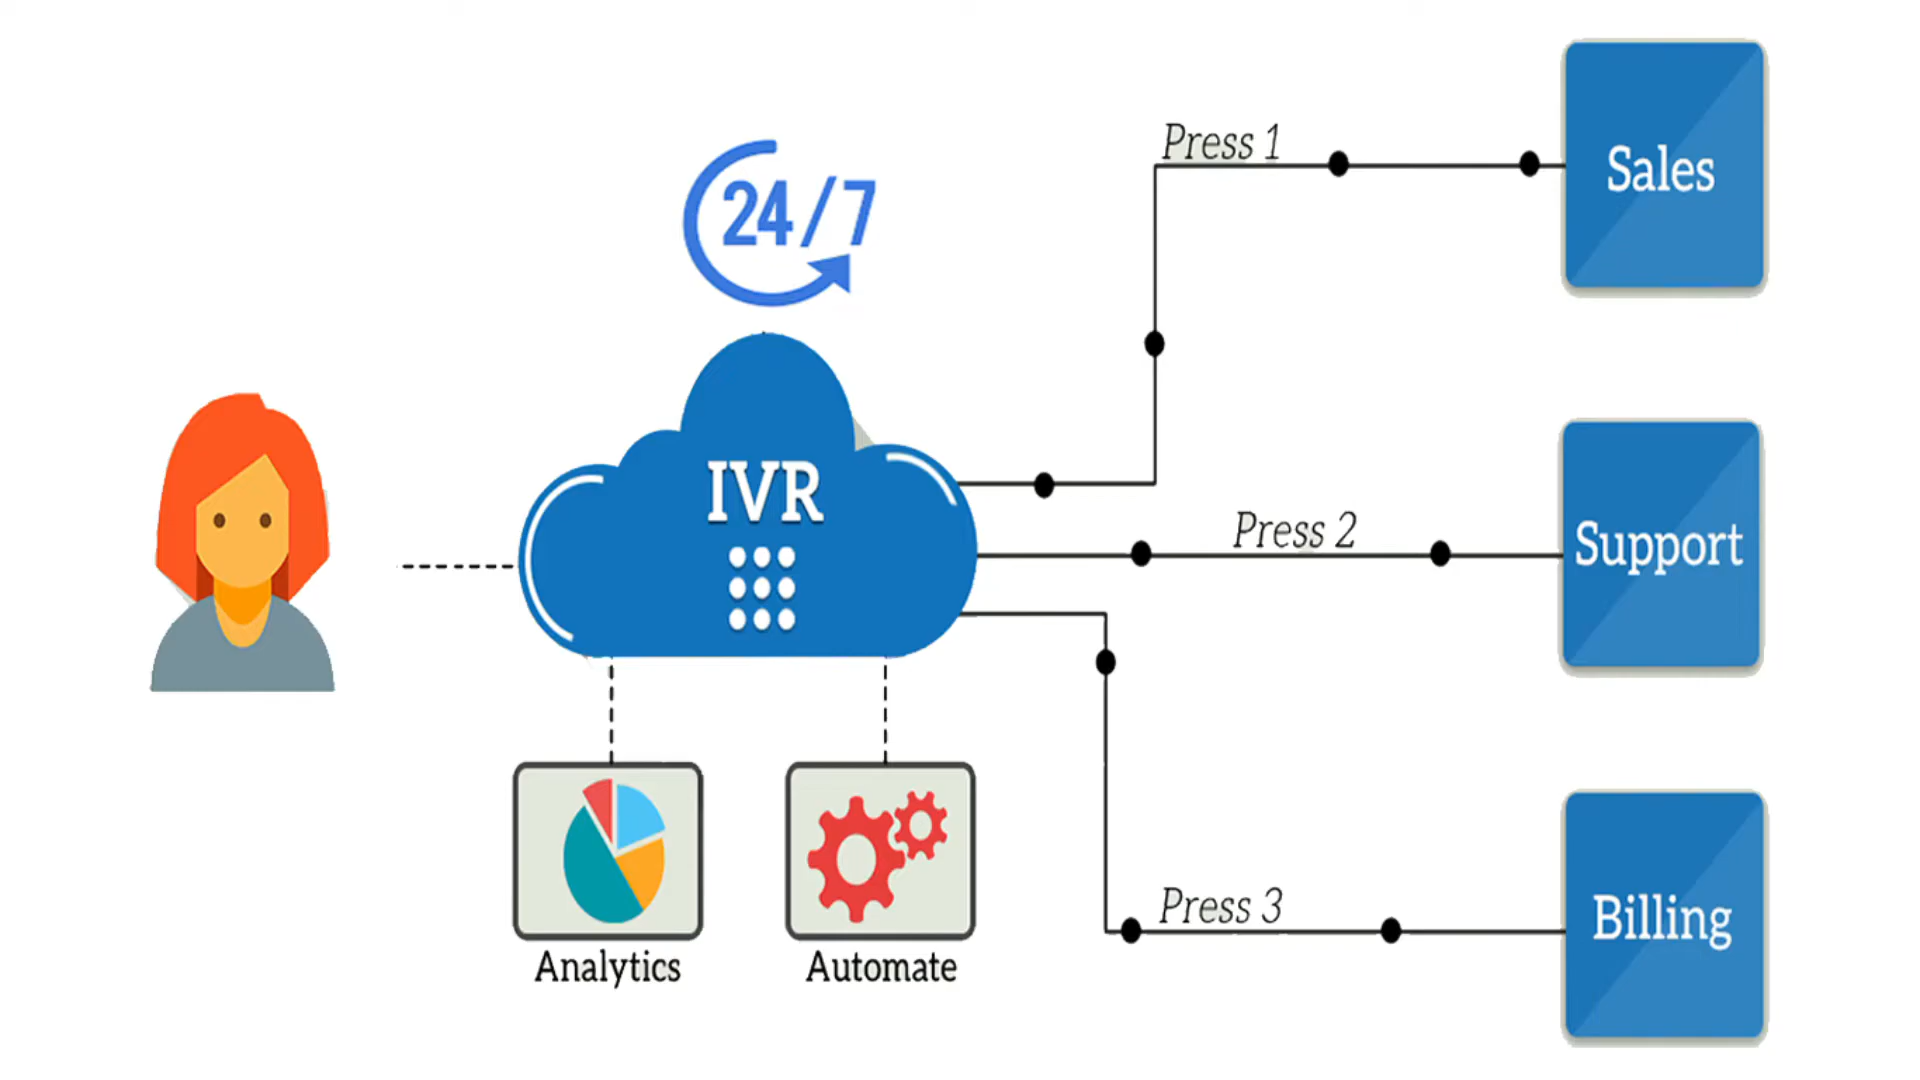 Press 1
Sales
24/7
IVR
Press 2
Support
Press 3
Billing
Analytics
Automate